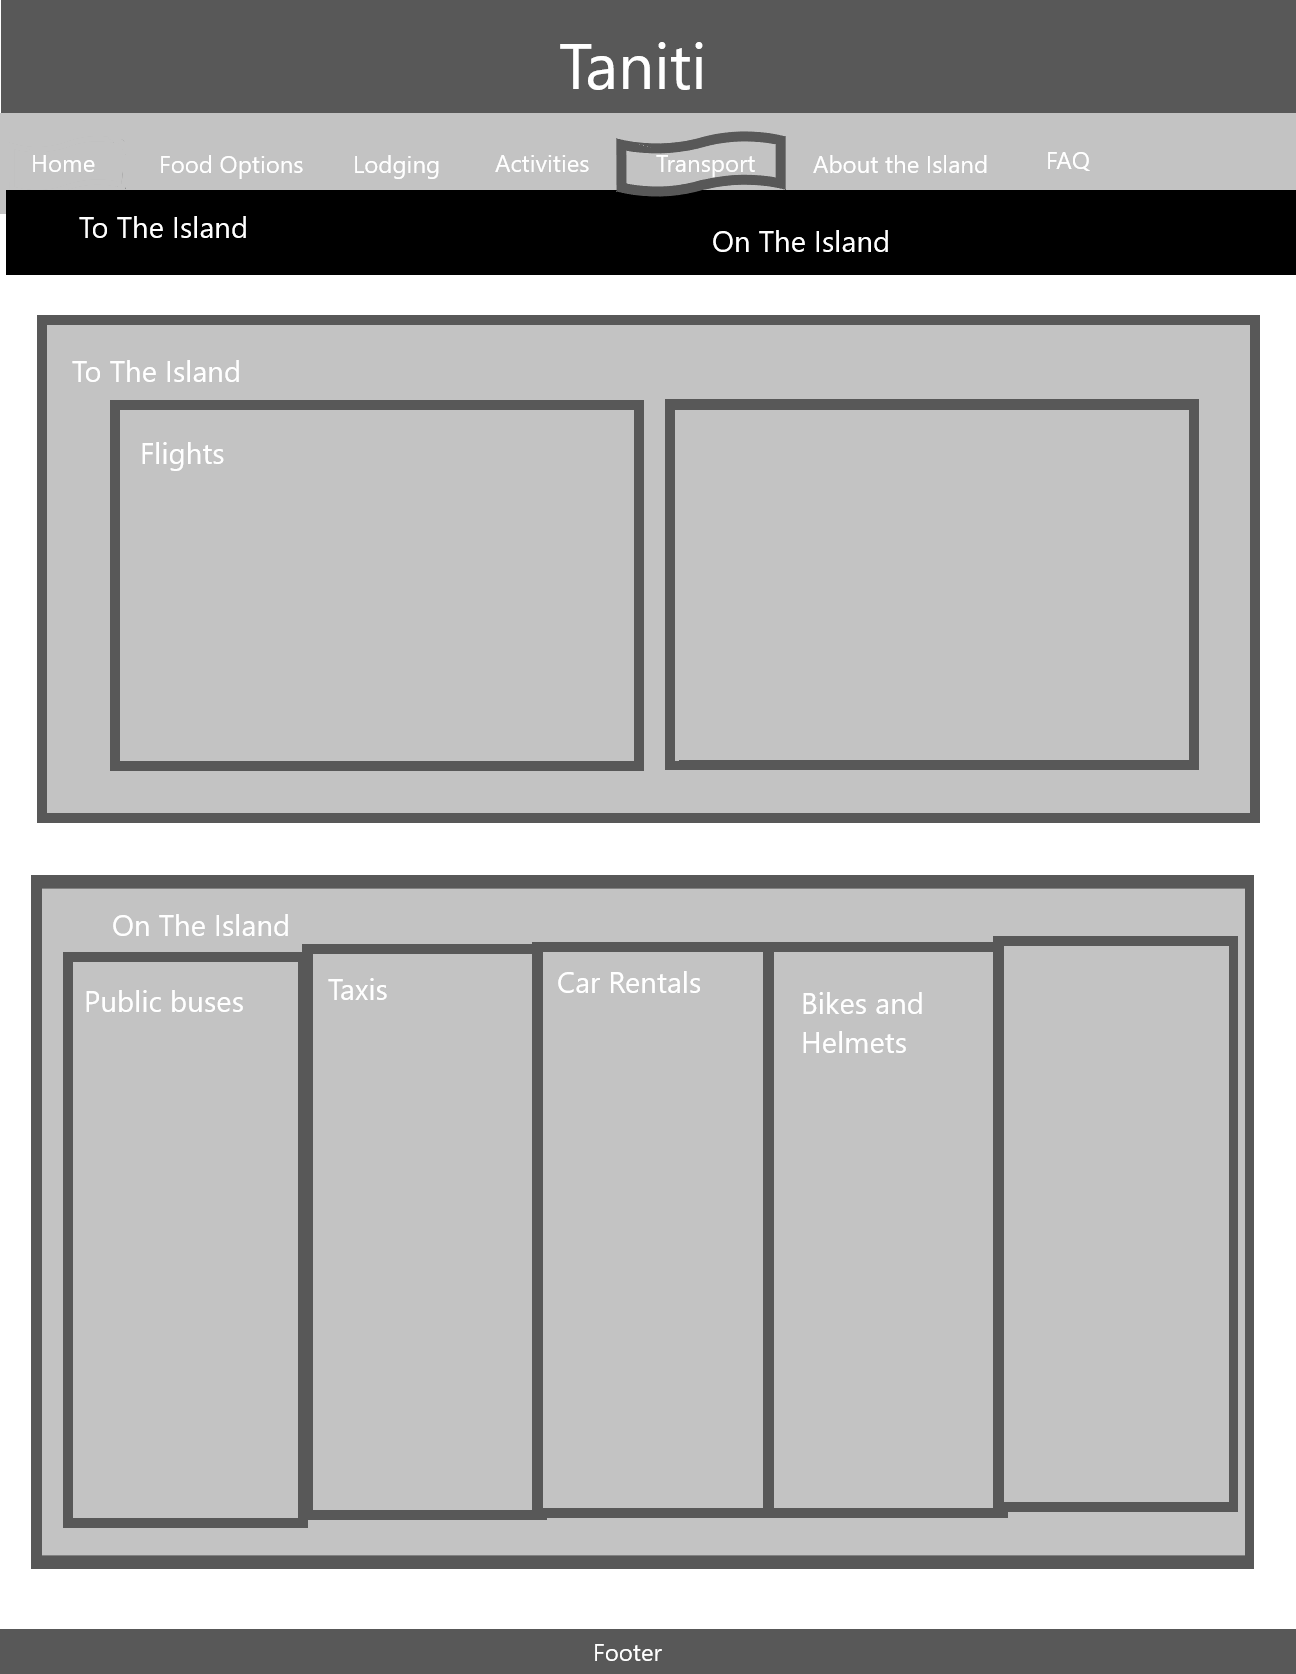 Taniti
Home Food Options Lodging Activities Transport About the Island FAQ
To The Island On The Island
To The Island
Flights
On The Island
Public buses Taxis Car Rentals Bikes and
Helmets
Footer